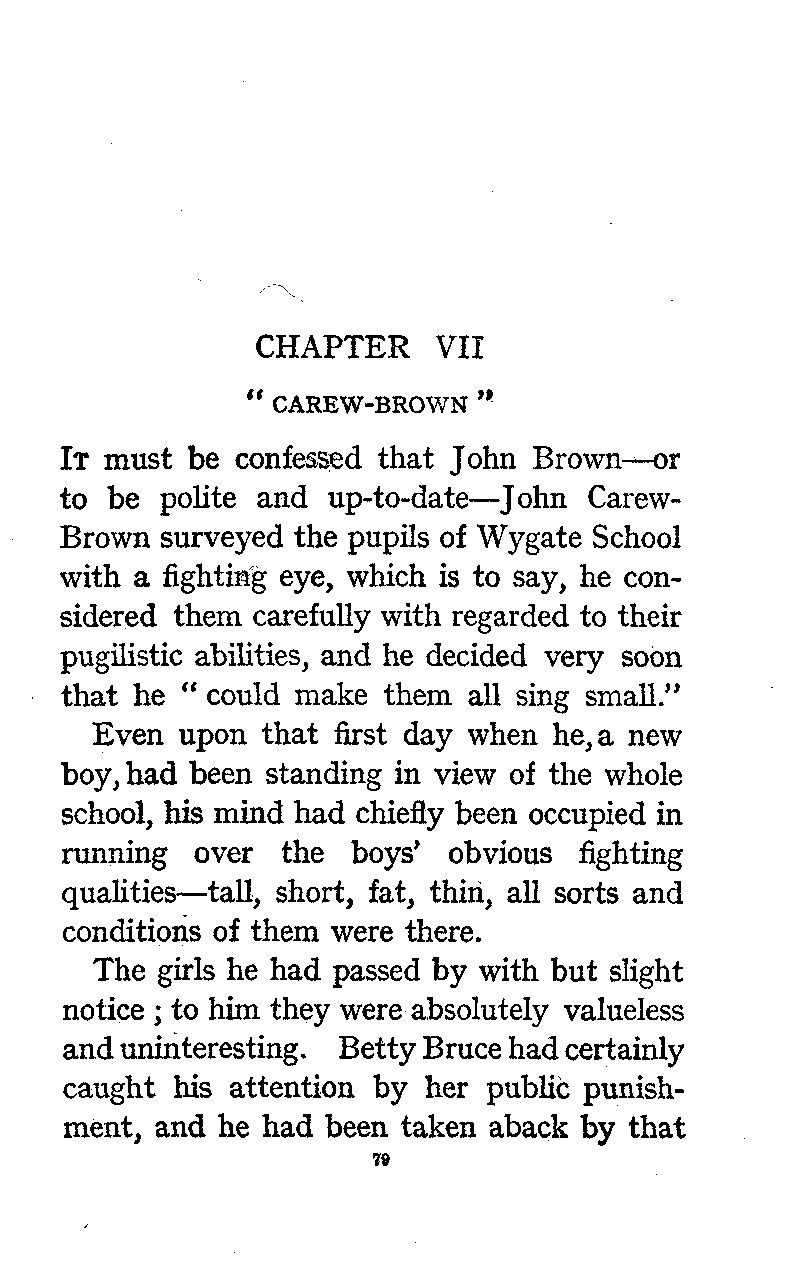 CHAPTER VII
“ CAREW-BROWN ”
IT must be confessed that John Brown—or
to be polite and up-to-date—John Carew-
Brown surveyed the pupils of Wygate School
with a fighting eye, which is to say, he con-
sidered them carefully with regarded to their
pugilistic abilities, and he decided very soon
that he “ could make them all sing small.”
Even upon that first day when he, a new
boy, had been standing in view of the whole
school, his mind had chiefly been occupied in
running over the boys’ obvious fighting
qualities—tall, short, fat, thin, all sorts and
conditions of them were there.
The girls he had passed by with but slight
notice ; to him they were absolutely valueless
and uninteresting. Betty Bruce had certainly
caught his attention by her public punish-
ment, and he had been taken aback by that
79